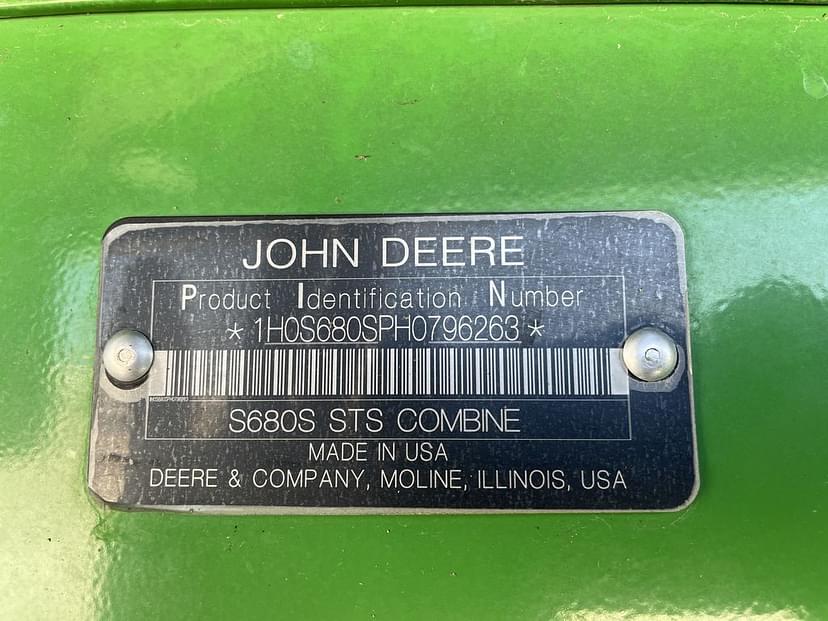 JOHN DEERE
Product Identification Number
*1H0S680SPH0796263*
S680S STS COMBINE
MADE IN USA
DEERE & COMPANY, MOLINE, ILLINOIS, USA